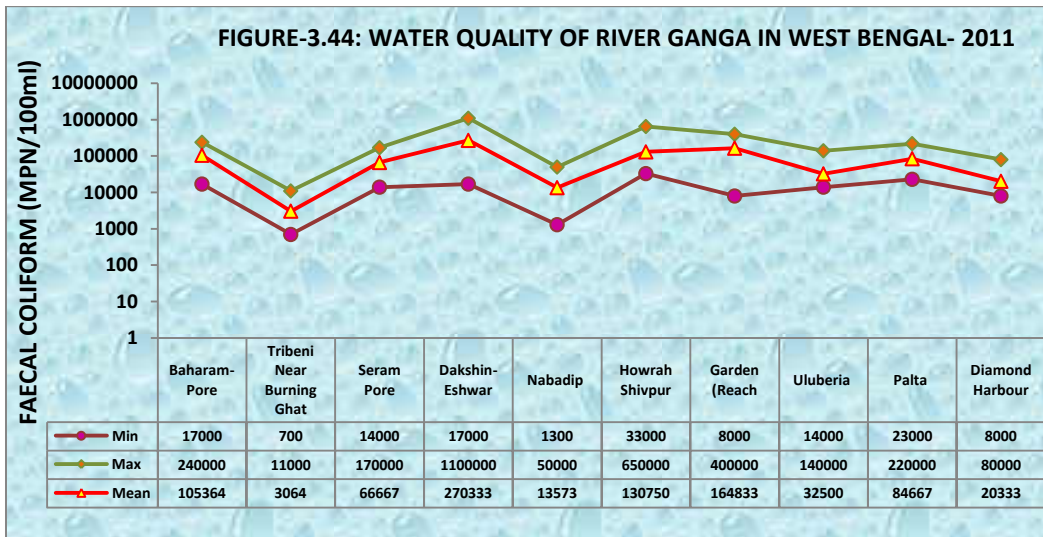 FIGURE-3.44: WATER QUALITY OF RIVER GANGA IN WEST BENGAL- 2011
FAECAL COLIFORM (MPN/100ml)
10000000
1000000
100000
10000
1000
100
10
1
Baharam-Pore Tribeni Near Burning Ghat Seram Pore Dakshin-Eshwar Nabadip Howrah Shivpur Garden (Reach Uluberia Palta Diamond Harbour
Min 17000 700 14000 17000 1300 33000 8000 14000 23000 8000
Max 240000 11000 170000 1100000 50000 650000 400000 140000 220000 80000
Mean 105364 3064 66667 270333 13573 130750 164833 32500 84667 20333